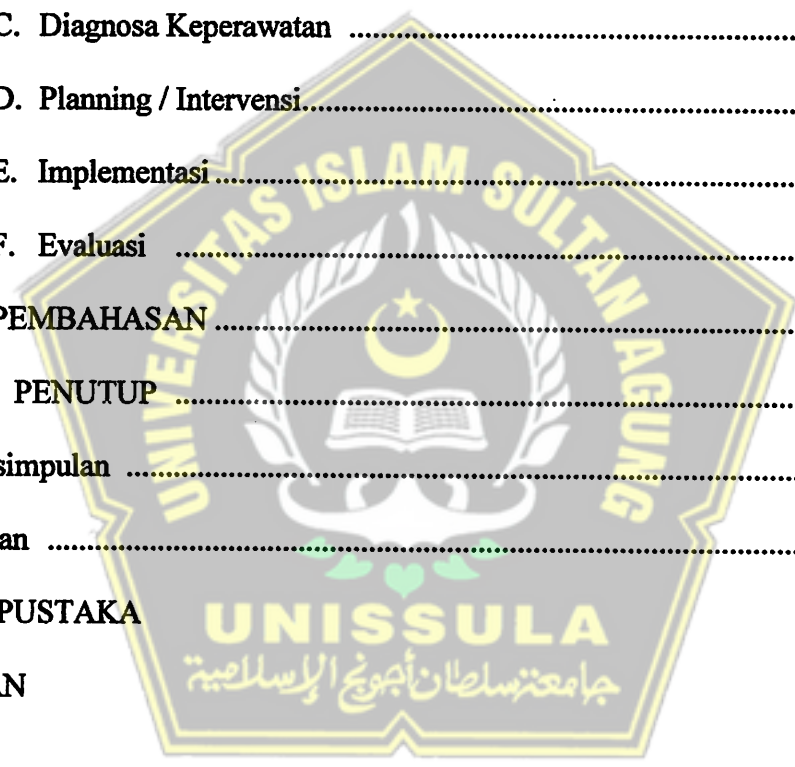 C. Diagnosa Keperawatan ................................................
D. Planning / Intervensi................................................
E. Implementasi ................................................
F. Evaluasi ................................................
PEMBAHASAN ................................................
PENUTUP ................................................
simpulan ................................................
an ................................................
PUSTAKA
AN
UNIVERSITAS ISLAM SULTAN AGUNG
UNISSULA
جامعة سلطان أجونج الإسلامية